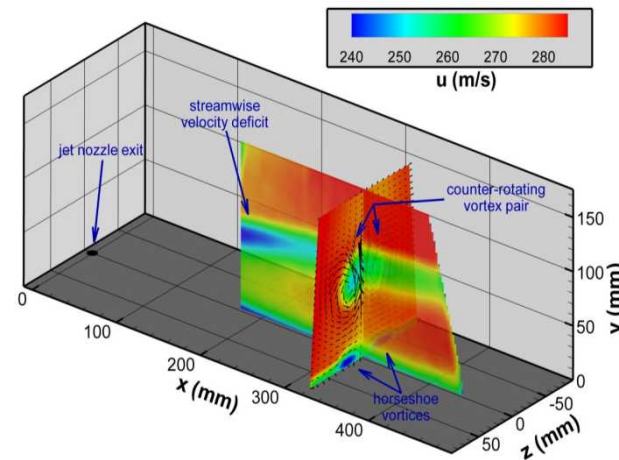 240 250 260 270 280
u (m/s)
streamwise
velocity deficit
jet nozzle exit
counter-rotating
vortex pair
150
100
50
0
y (mm)
-50
0
50
z (mm)
0
100
200
300
400
x (mm)
horseshoe
vortices